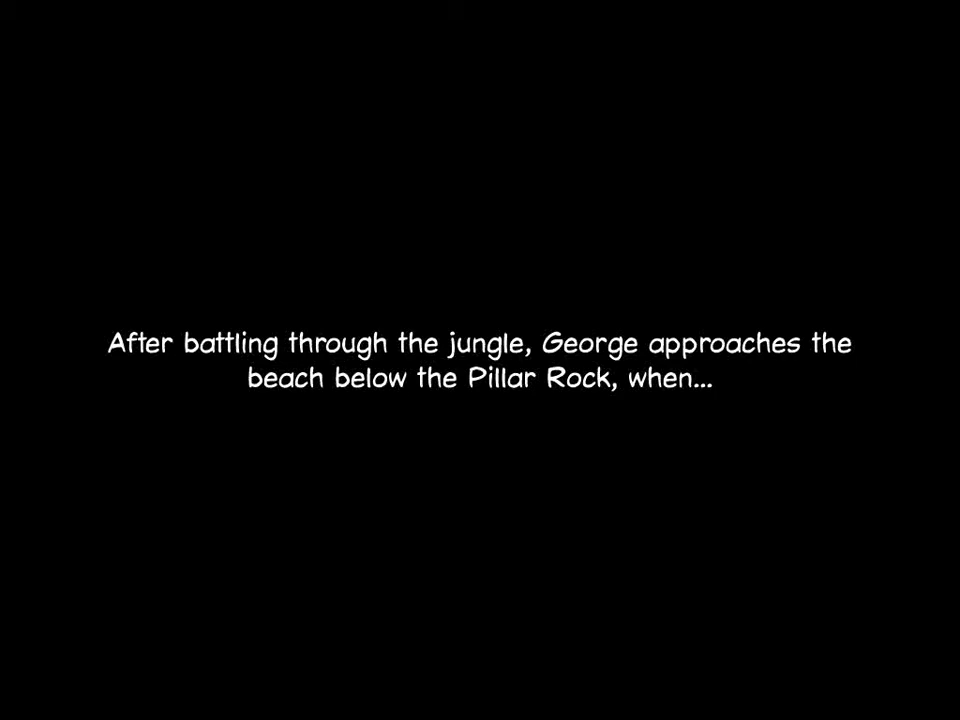 After battling through the jungle, George approaches the
beach below the Pillar Rock, when...